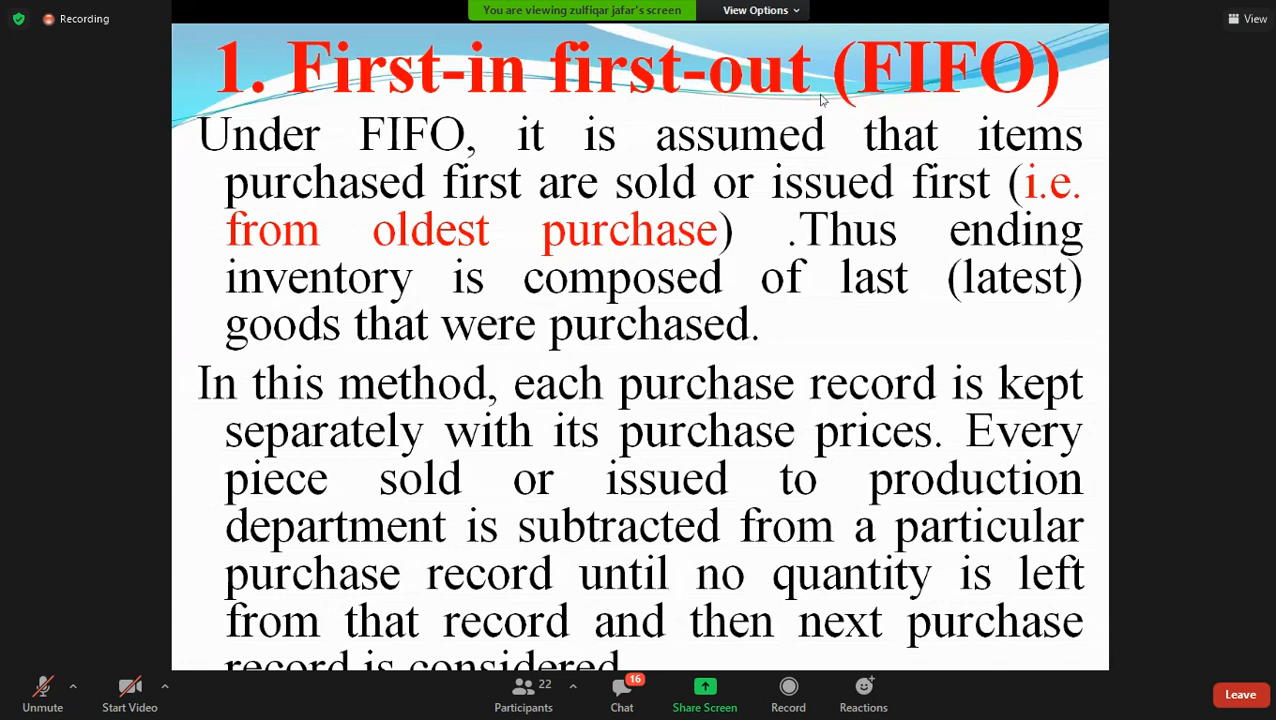 You are viewing zulfiqar jafar's screen
View Options
Recording
View
1. First-in first-out (FIFO)
Under FIFO, it is assumed that items
purchased first are sold or issued first (i.e.
from oldest purchase) .Thus ending
inventory is composed of last (latest)
goods that were purchased.
In this method, each purchase record is kept
separately with its purchase prices. Every
piece sold or issued to production
department is subtracted from a particular
purchase record until no quantity is left
from that record and then next purchase
record is considered.
22
16
Unmute
Start Video
Participants
Chat
Share Screen
Record
Reactions
Leave